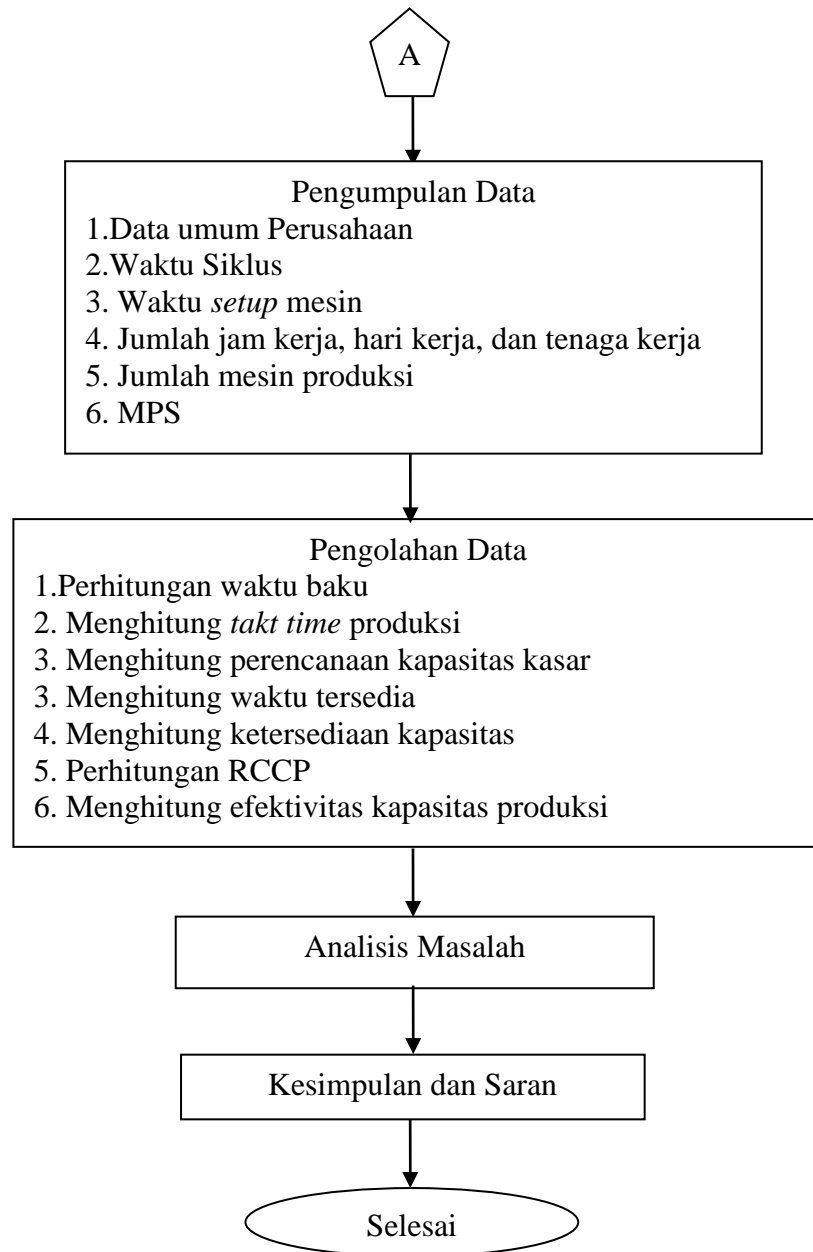 A
Pengumpulan Data
1.Data umum Perusahaan
2.Waktu Siklus
3. Waktu setup mesin
4. Jumlah jam kerja, hari kerja, dan tenaga kerja
5. Jumlah mesin produksi
6. MPS
Pengolahan Data
1.Perhitungan waktu baku
2. Menghitung takt time produksi
3. Menghitung perencanaan kapasitas kasar
3. Menghitung waktu tersedia
4. Menghitung ketersediaan kapasitas
5. Perhitungan RCCP
6. Menghitung efektivitas kapasitas produksi
Analisis Masalah
Kesimpulan dan Saran
Selesai